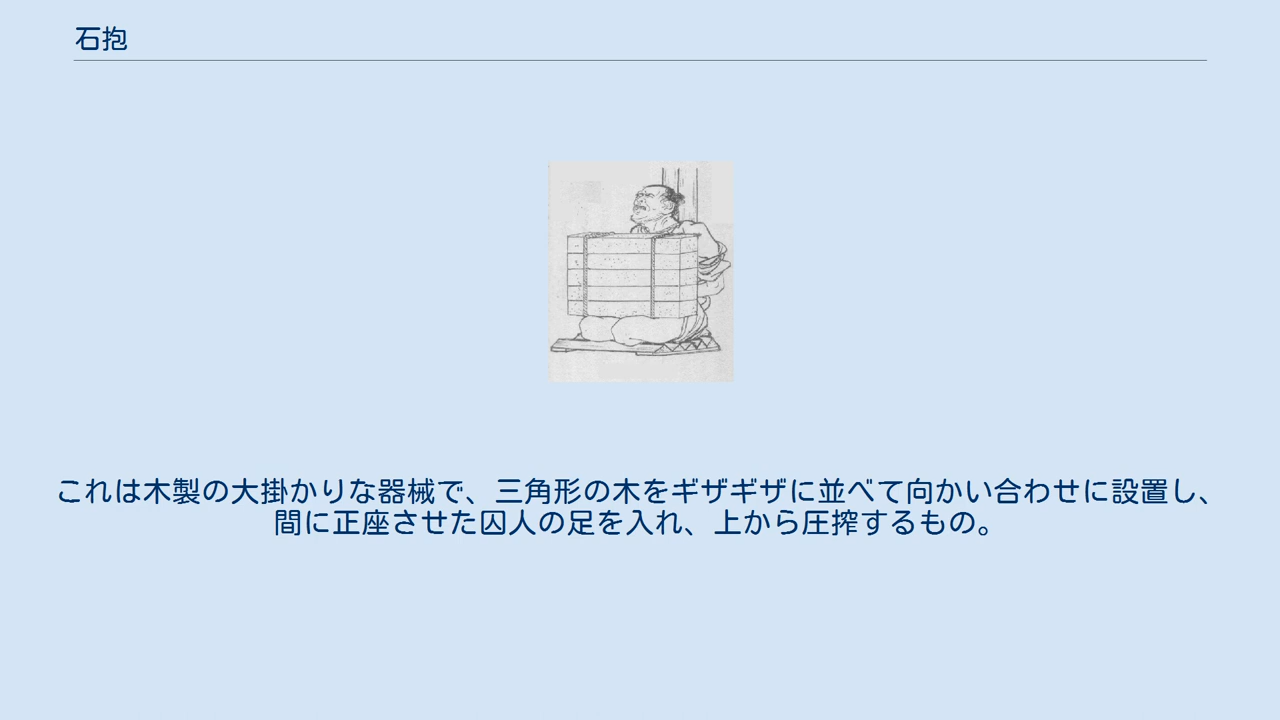 石抱
これは木製の大掛かりな器械で、三角形の木をギザギザに並べて向かい合わせに設置し、
間に正座させた囚人の足を入れ、上から圧搾するもの。